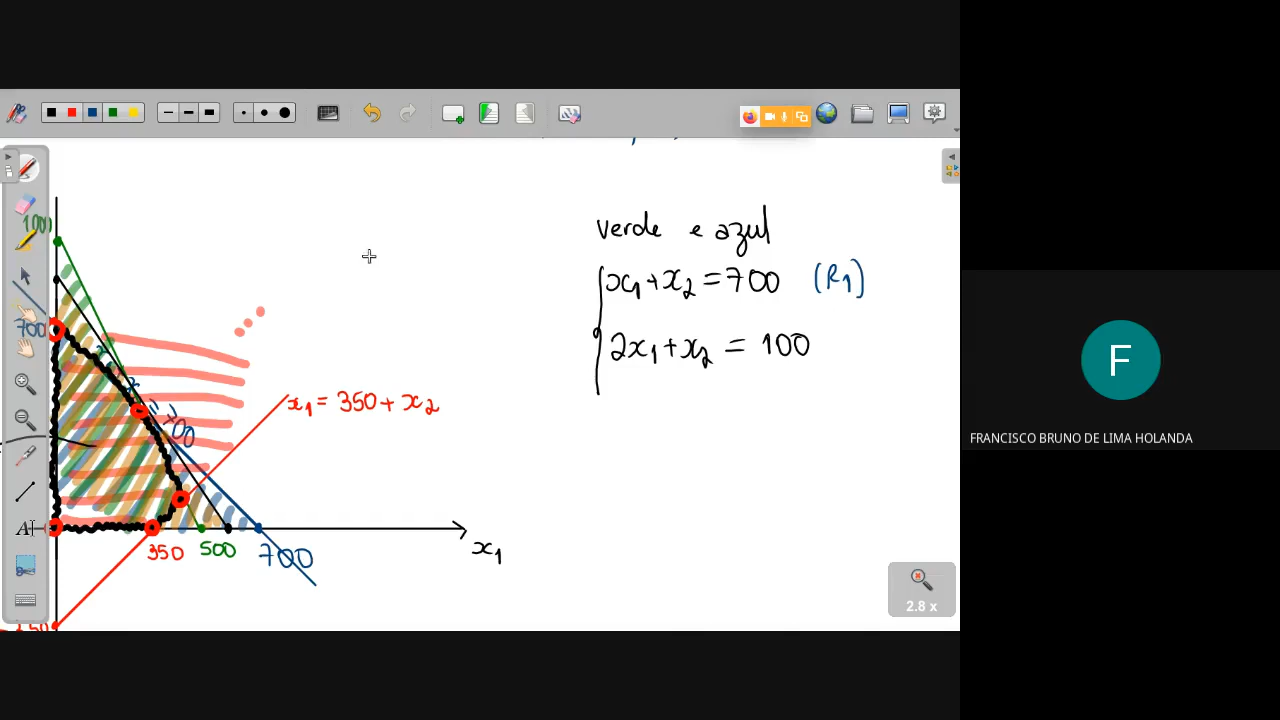 verde e azul
x₁+x₂=700 (R1)
2x₁+x₂ = 100
700
x₁= 350+ x₂
350
500
700
x₁
A
2.8 x
F
FRANCISCO BRUNO DE LIMA HOLANDA